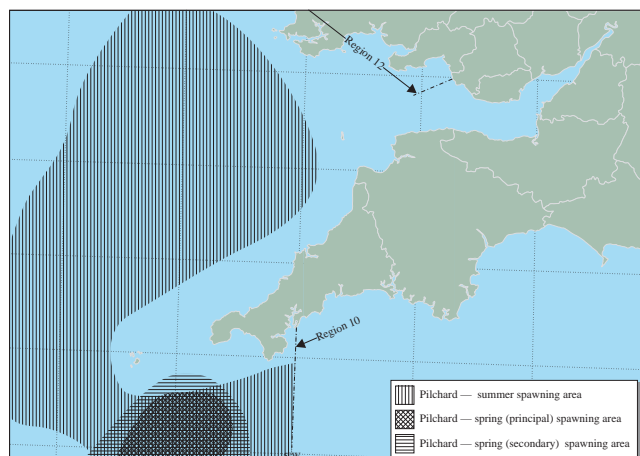 Region 12
Region 10
Pilchard — summer spawning area
Pilchard — spring (principal) spawning area
Pilchard — spring (secondary) spawning area